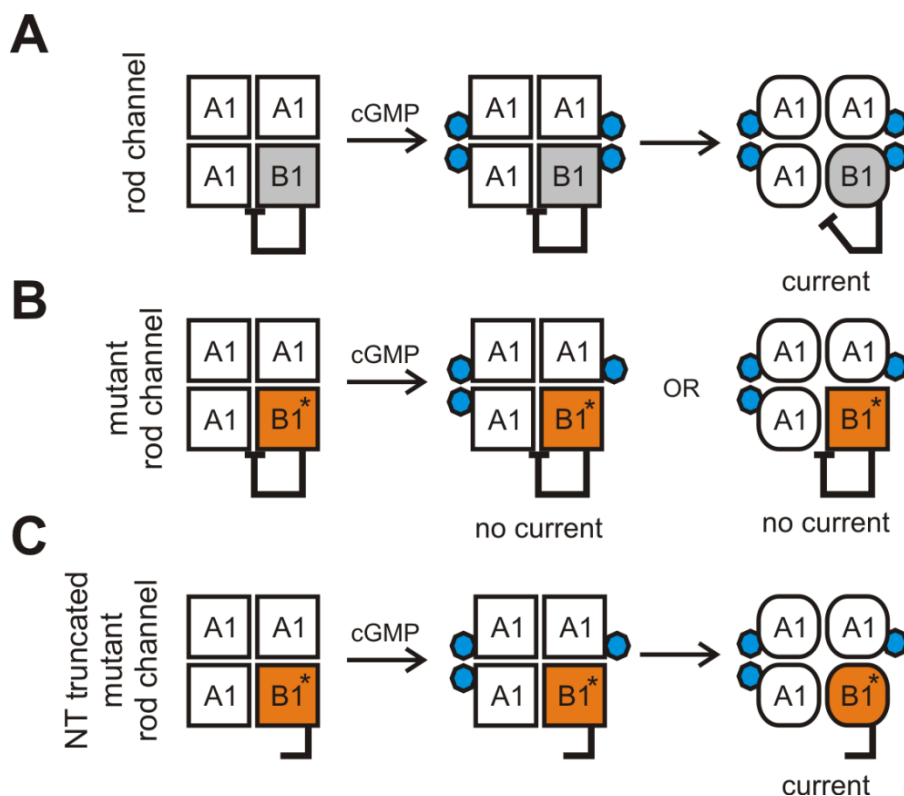 A
rod channel
A1 A1
A1 B1
cGMP
A1 A1
A1 B1
A1 A1
A1 B1
current
B
mutant
rod channel
A1 A1
A1 B1*
cGMP
A1 A1
A1 B1*
no current
OR
A1 A1
A1 B1*
no current
C
NT truncated
mutant
rod channel
A1 A1
A1 B1*
cGMP
A1 A1
A1 B1*
A1 A1
A1 B1*
current